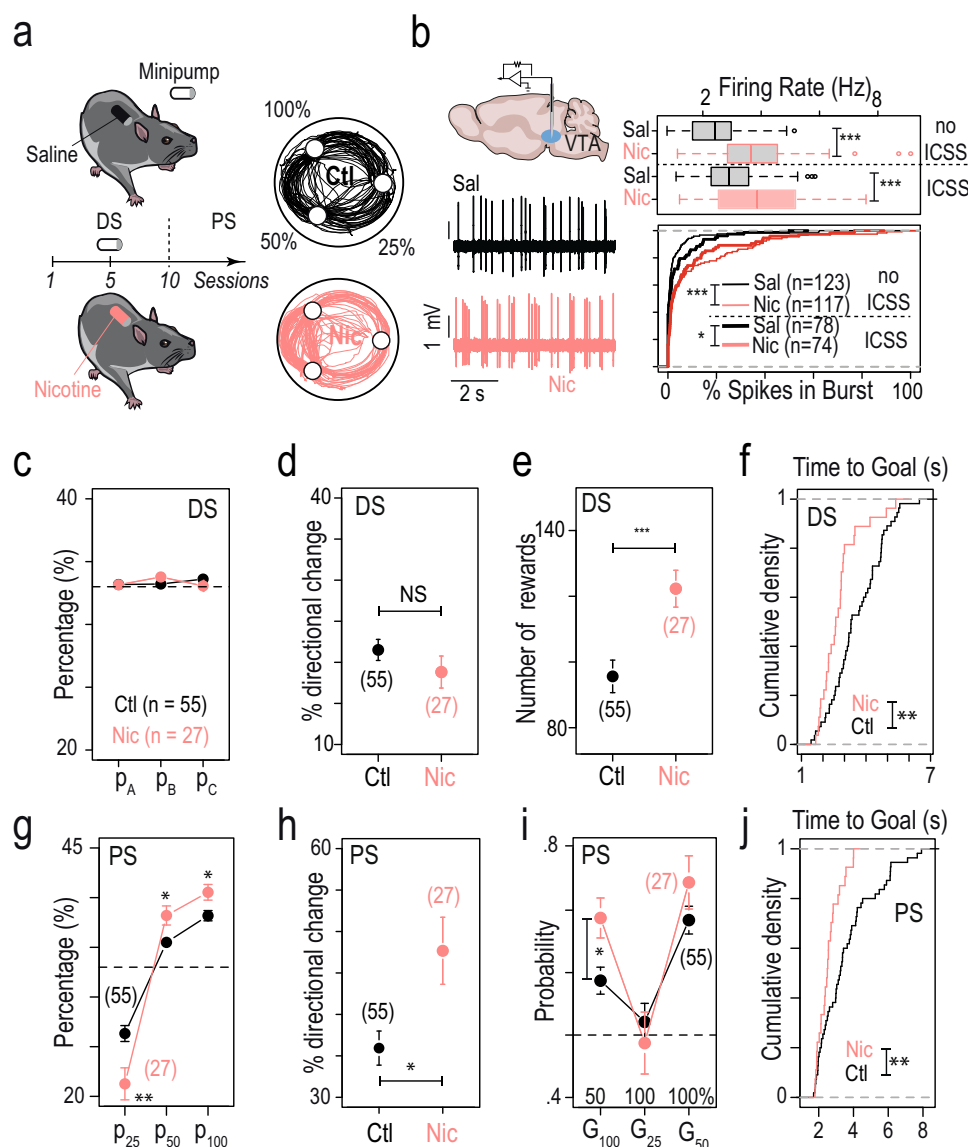 a
Minipump
Saline
DS
PS
1
5
10
Sessions
Nicotine
100%
Ctl
50%
25%
Nic
b
VTA
Sal
1 mV
2 s
Nic
Firing Rate (Hz)
2
8
Sal
no
Nic
ICSS
***
Sal
ICSS
Nic
***
Sal (n=123)
no
Nic (n=117)
ICSS
***
Sal (n=78)
ICSS
Nic (n=74)
*
0
% Spikes in Burst
100
c
40
DS
Percentage (%)
Ctl (n = 55)
Nic (n = 27)
20
pA
pB
pC
d
40
DS
% directional change
NS
(55)
(27)
10
Ctl
Nic
e
DS
140
***
Number of rewards
(27)
(55)
80
Ctl
Nic
f
Time to Goal (s)
1
DS
Cumulative density
Nic
Ctl
**
0
1
7
g
45
PS
*
*
Percentage (%)
(55)
(27)
**
20
p25
p50
p100
h
60
PS
% directional change
(27)
(55)
*
30
Ctl
Nic
i
.8
PS
(27)
Probability
*
(55)
50
100
100%
.4
G100
G25
G50
j
Time to Goal (s)
1
PS
Cumulative density
Nic
Ctl
**
0
2
4
6
8